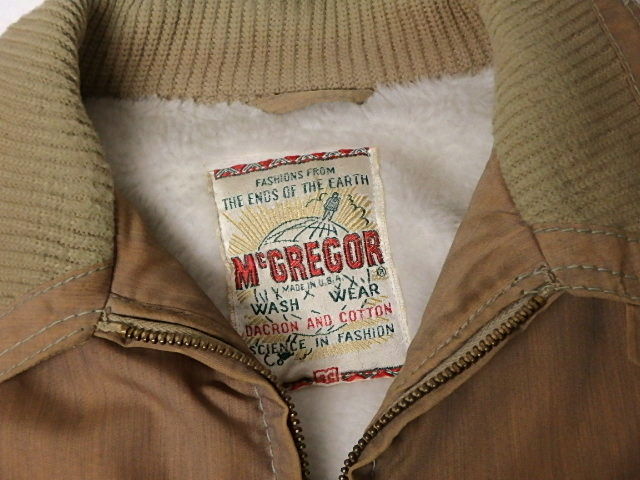 FASHIONS FROM
THE ENDS OF THE EARTH
McGREGOR
®
MADE IN U.S.A.
WASH WEAR
DACRON AND COTTON
SCIENCE IN FASHION